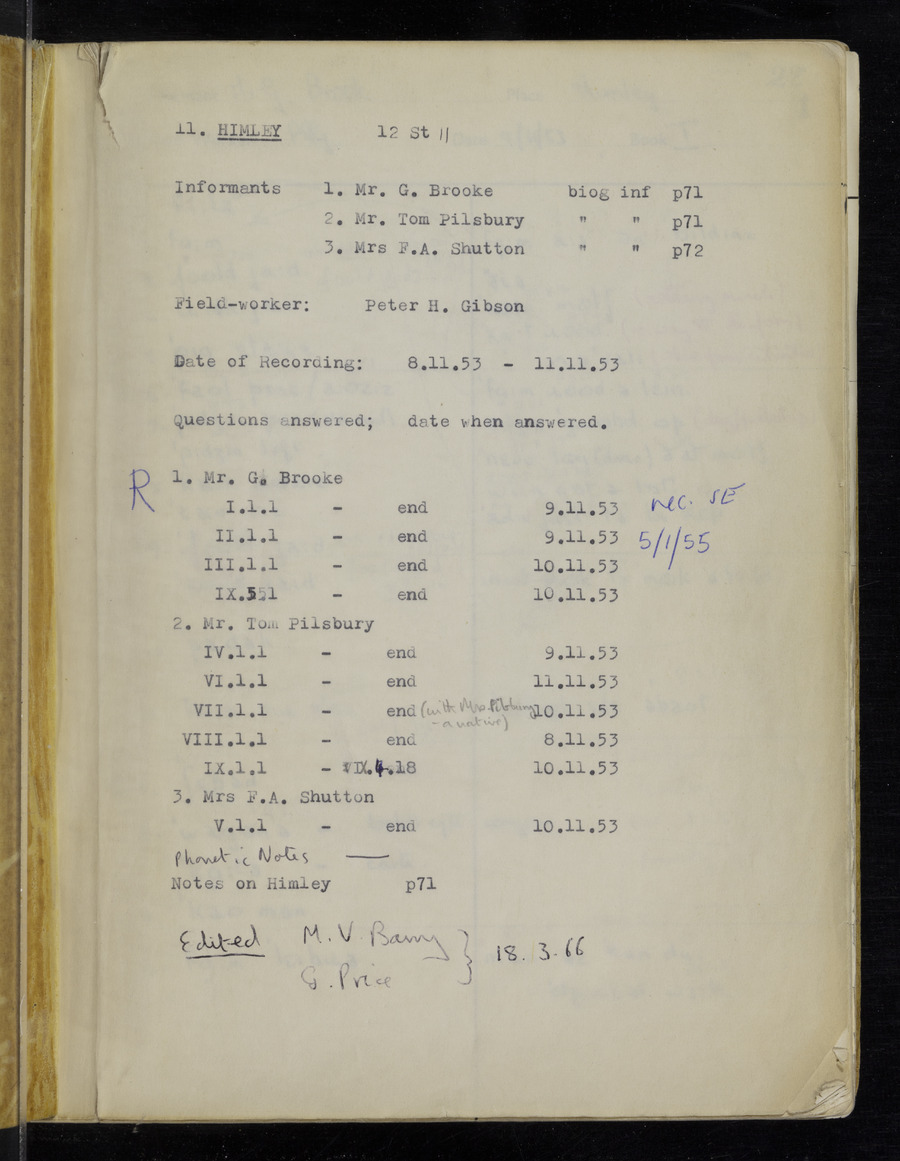 11. HIMLEY 12 St 11
Informants 1. Mr. G. Brooke biog inf p71
2. Mr. Tom Pilsbury " " p71
3. Mrs F.A. Shutton " " p72
Field-worker: Peter H. Gibson
Date of Recording: 8.11.53 - 11.11.53
Questions answered; date when answered.
R 1. Mr. G. Brooke
I.1.1 - end 9.11.53 rec. SE
II.1.1 - end 9.11.53 5/1/55
III.1.1 - end 10.11.53
IX.5.1 - end 10.11.53
2. Mr. Tom Pilsbury
IV.1.1 - end 9.11.53
VI.1.1 - end 11.11.53
VII.1.1 - end (with Mrs Pilsbury 10.11.53
- a native)
VIII.1.1 - end 8.11.53
IX.1.1 - IX.4.18 10.11.53
3. Mrs F.A. Shutton
V.1.1 - end 10.11.53
Phonetic Notes —
Notes on Himley p71
Edited M. V. Barry } 18.3.66
G. Price